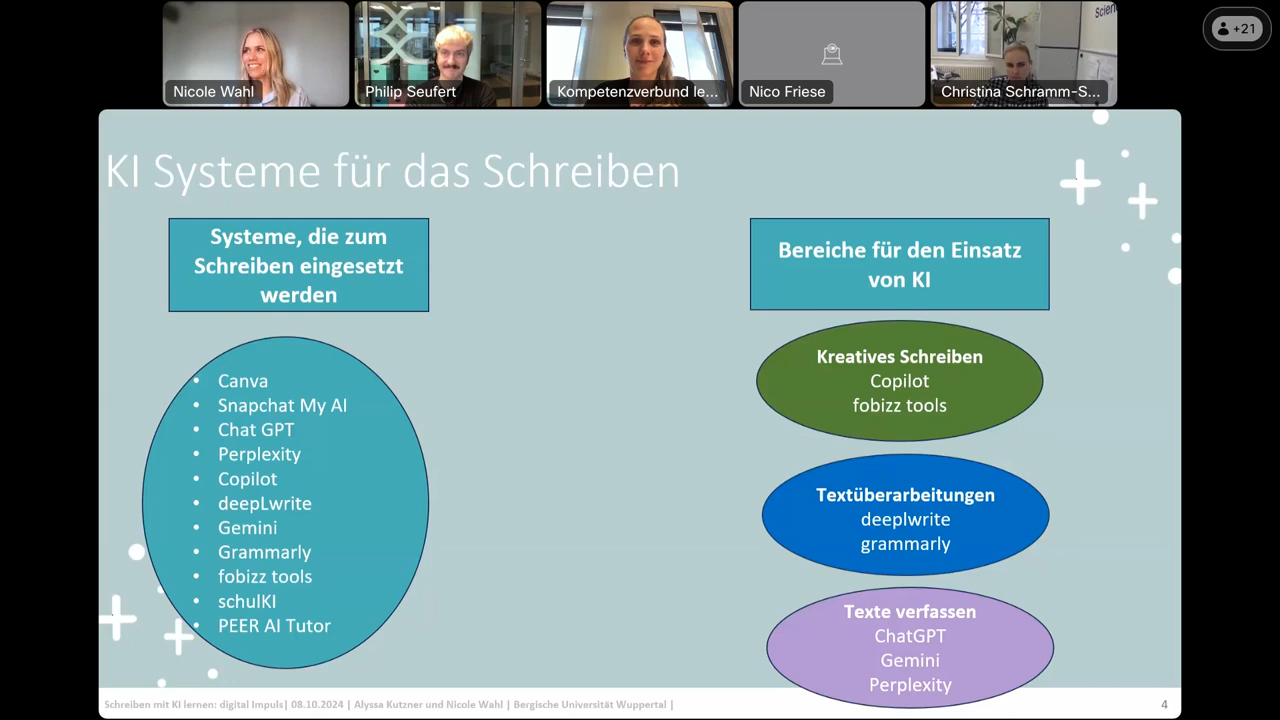 Nicole Wahl
Philip Seufert
Kompetenzverbund le...
Nico Friese
Christina Schramm-S...
+21
KI Systeme für das Schreiben
Systeme, die zum
Schreiben eingesetzt
werden
• Canva
• Snapchat My AI
• Chat GPT
• Perplexity
• Copilot
• deepLwrite
• Gemini
• Grammarly
• fobizz tools
• schulKI
• PEER AI Tutor
Bereiche für den Einsatz
von KI
Kreatives Schreiben
Copilot
fobizz tools
Textüberarbeitungen
deeplwrite
grammarly
Texte verfassen
ChatGPT
Gemini
Perplexity
Schreiben mit KI lernen: digital Impuls| 08.10.2024 | Alyssa Kutzner und Nicole Wahl | Bergische Universität Wuppertal |
4